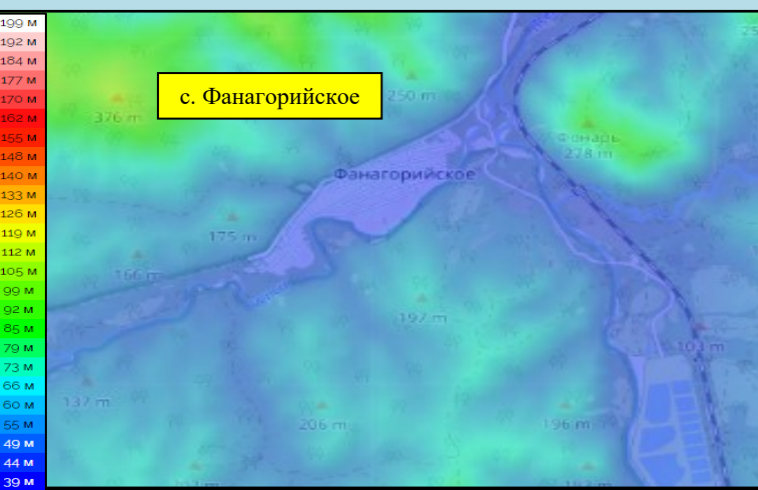 199 м
192 м
184 м
177 м
170 м
162 м
155 м
148 м
140 м
133 м
126 м
119 м
112 м
105 м
99 м
92 м
85 м
79 м
73 м
66 м
60 м
55 м
49 м
44 м
39 м
с. Фанагорийское
250 m
376 m
Фонарь
278 m
Фанагорийское
175 m
166 m
197 m
103 m
137 m
206 m
196 m